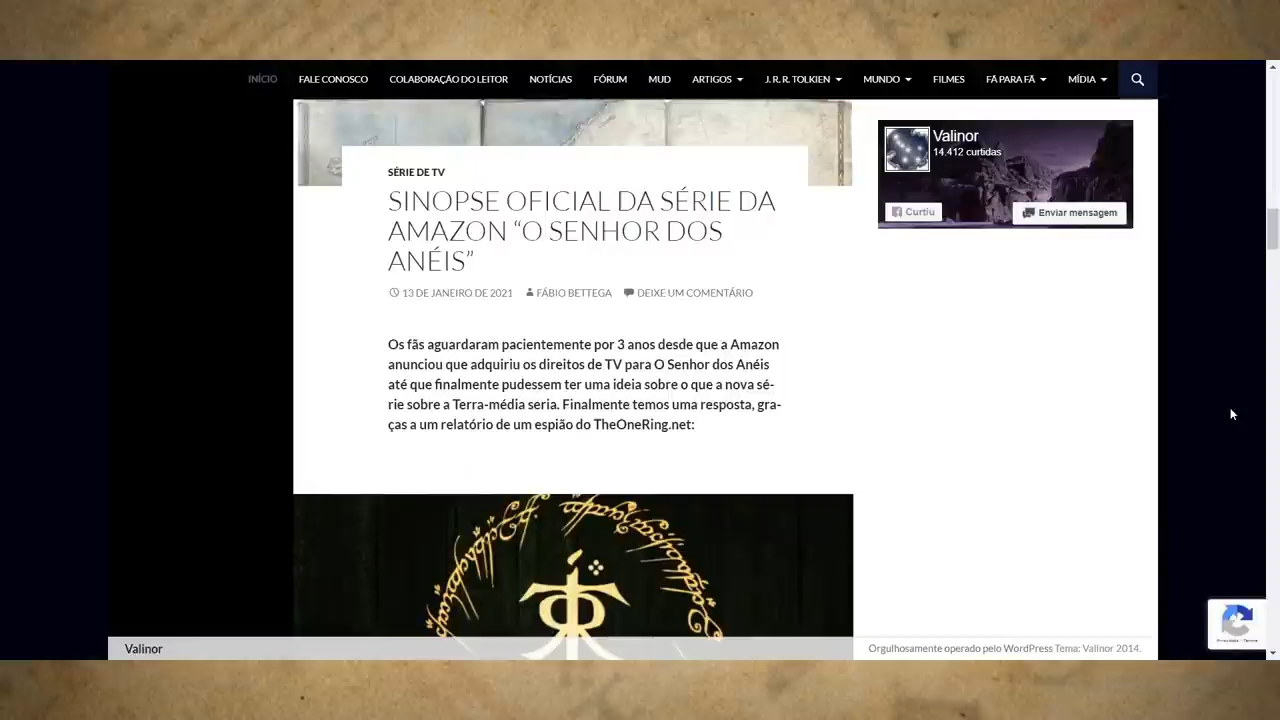 INÍCIO FALE CONOSCO COLABORAÇÃO DO LEITOR NOTÍCIAS FÓRUM MUD ARTIGOS J. R. R. TOLKIEN MUNDO FILMES FÃ PARA FÃ MÍDIA
SÉRIE DE TV
SINOPSE OFICIAL DA SÉRIE DA
AMAZON “O SENHOR DOS
ANÉIS”
13 DE JANEIRO DE 2021 FÁBIO BETTEGA DEIXE UM COMENTÁRIO
Os fãs aguardaram pacientemente por 3 anos desde que a Amazon
anunciou que adquiriu os direitos de TV para O Senhor dos Anéis
até que finalmente pudessem ter uma ideia sobre o que a nova sé-
rie sobre a Terra-média seria. Finalmente temos uma resposta, gra-
ças a um relatório de um espião do TheOneRing.net:
Valinor
14.412 curtidas
Curtiu
Enviar mensagem
Valinor
Orgulhosamente operado pelo WordPress Tema: Valinor 2014.